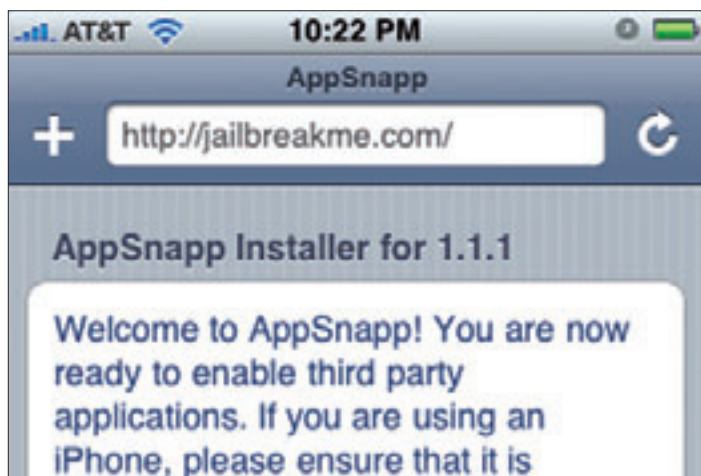 AT&T 10:22 PM
AppSnapp
http://jailbreakme.com/
AppSnapp Installer for 1.1.1
Welcome to AppSnapp! You are now
ready to enable third party
applications. If you are using an
iPhone, please ensure that it is